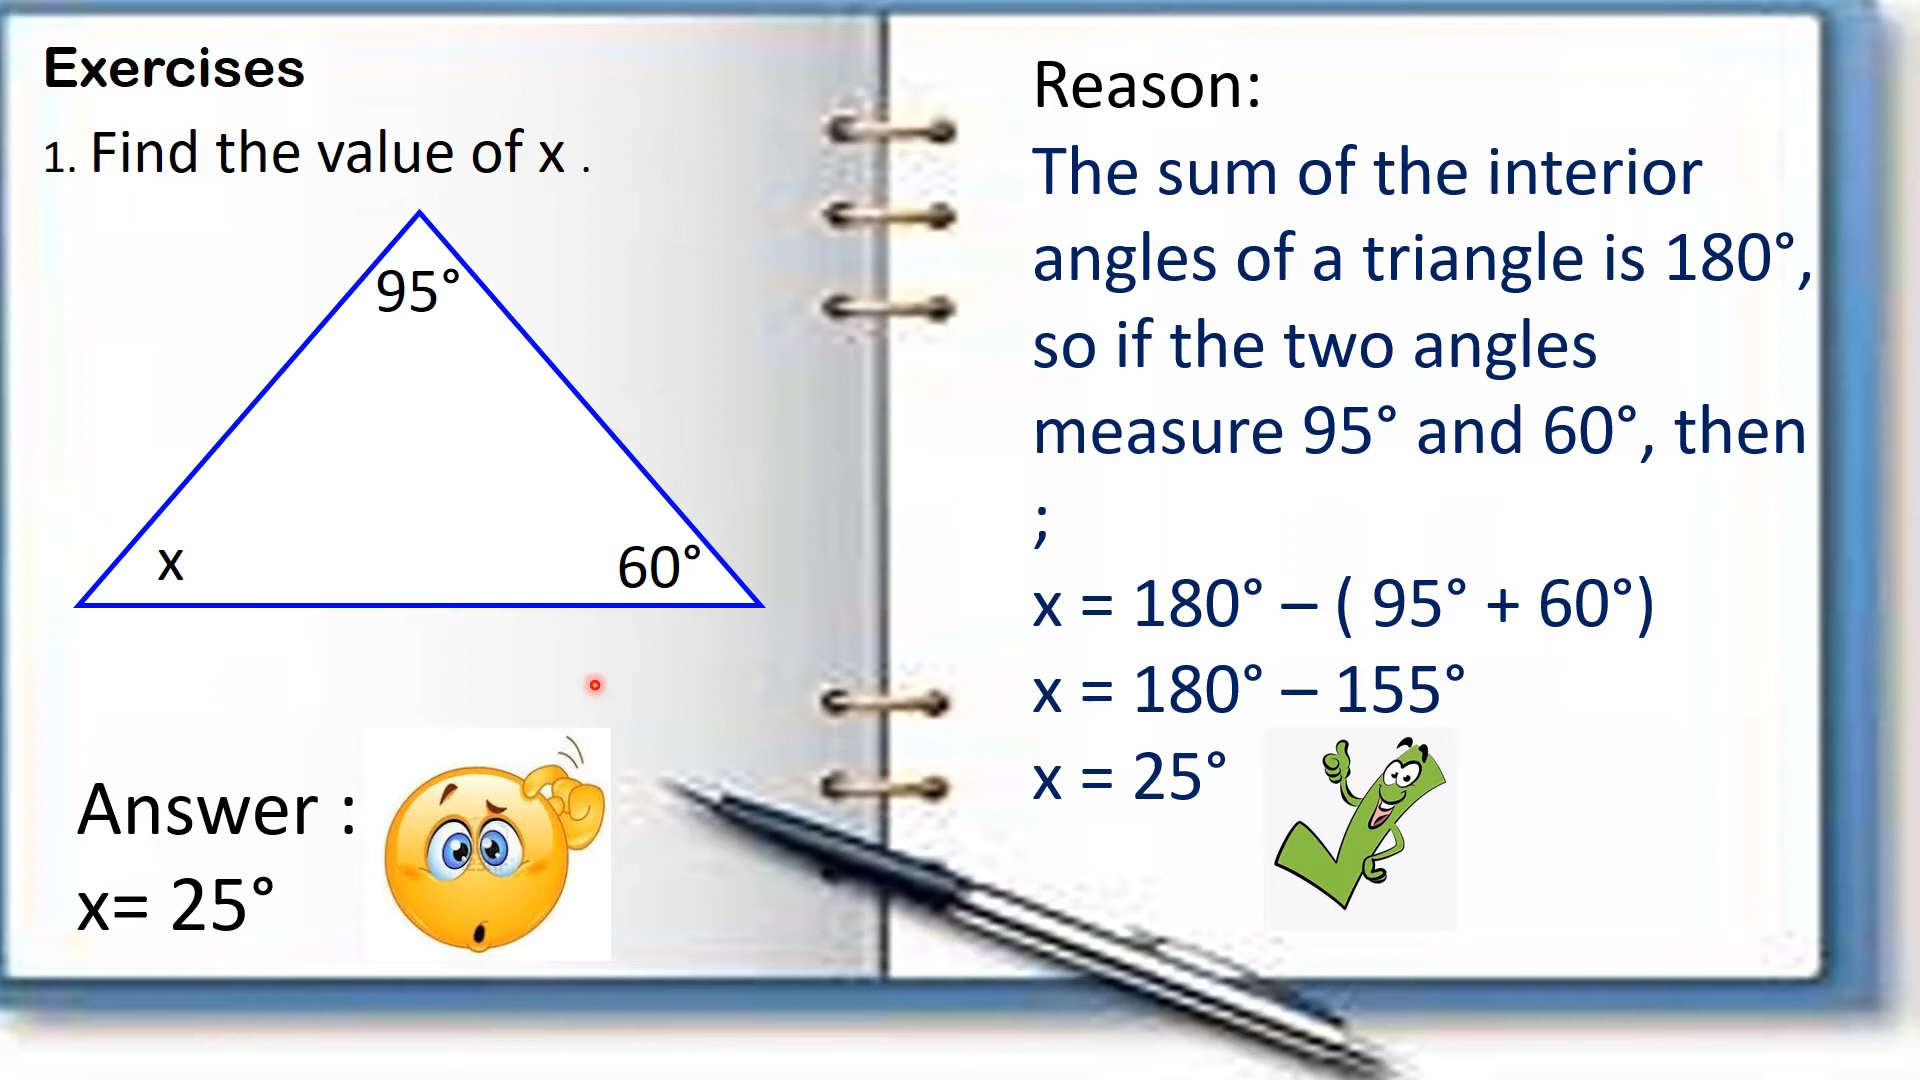 Exercises
1. Find the value of x .
95°
x
60°
Answer :
x= 25°
Reason:
The sum of the interior
angles of a triangle is 180°,
so if the two angles
measure 95° and 60°, then
;
x = 180° – ( 95° + 60°)
x = 180° – 155°
x = 25°